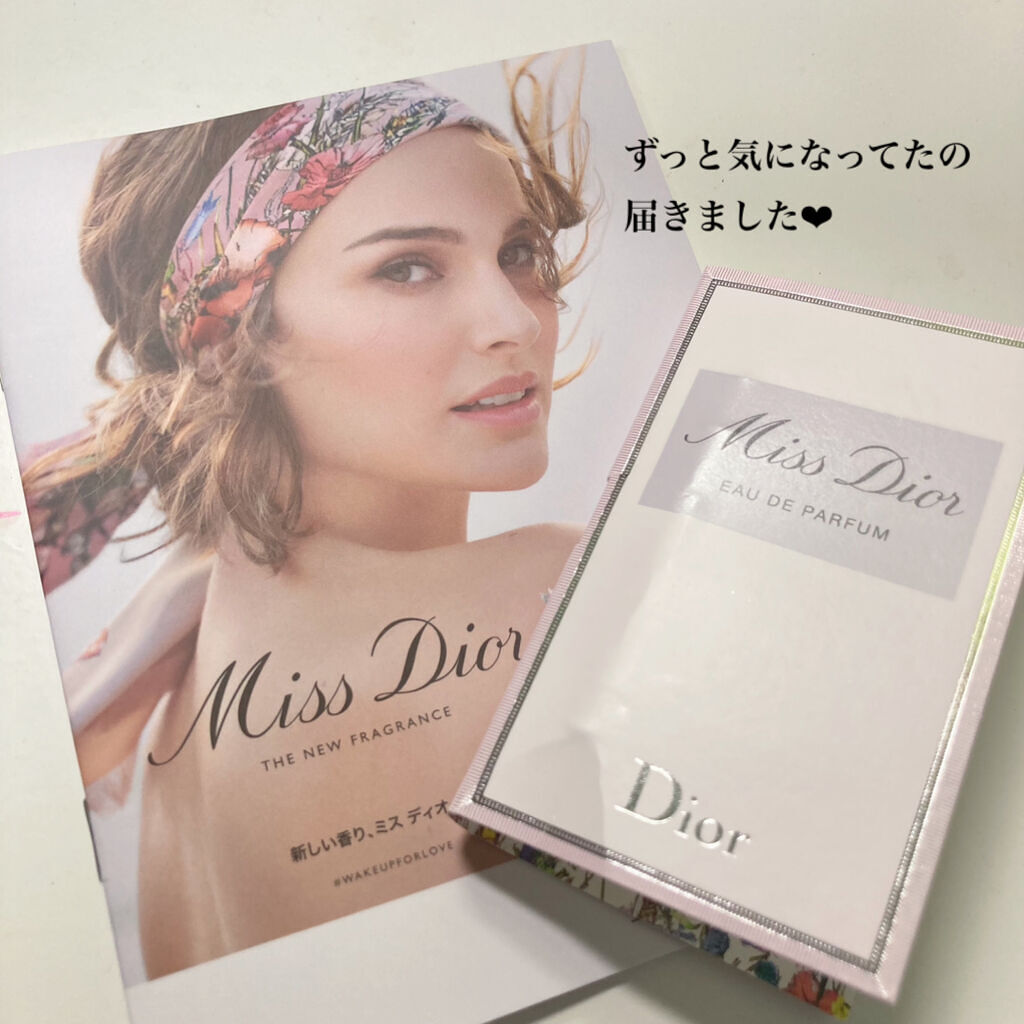 ずっと気になってたの
届きました❤
Miss Dior
EAU DE PARFUM
Dior
Miss Dior
THE NEW FRAGRANCE
新しい香り、ミス ディオ
#WAKEUPFORLOVE